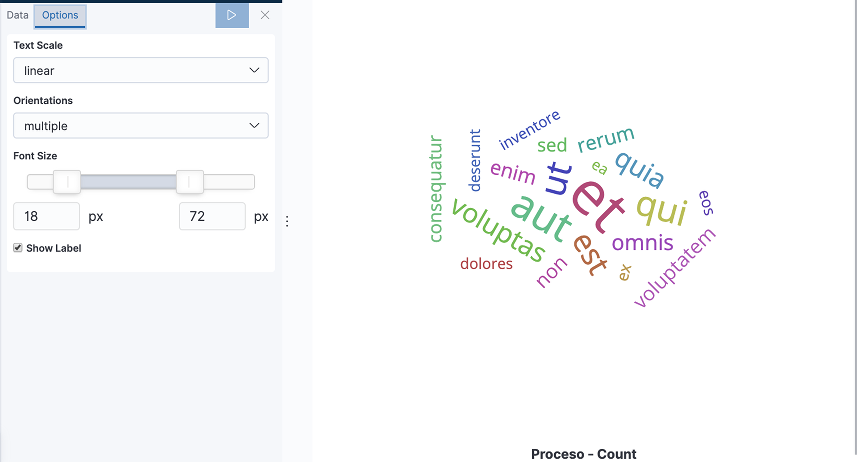 Data Options
Text Scale
linear
Orientations
multiple
Font Size
18 px 72 px
Show Label
inventore
sed
rerum
deserunt
consequatur
enim
ut
ea
quia
et
eos
qui
aut
voluptas
omnis
est
dolores
non
ex
voluptatem
Proceso - Count